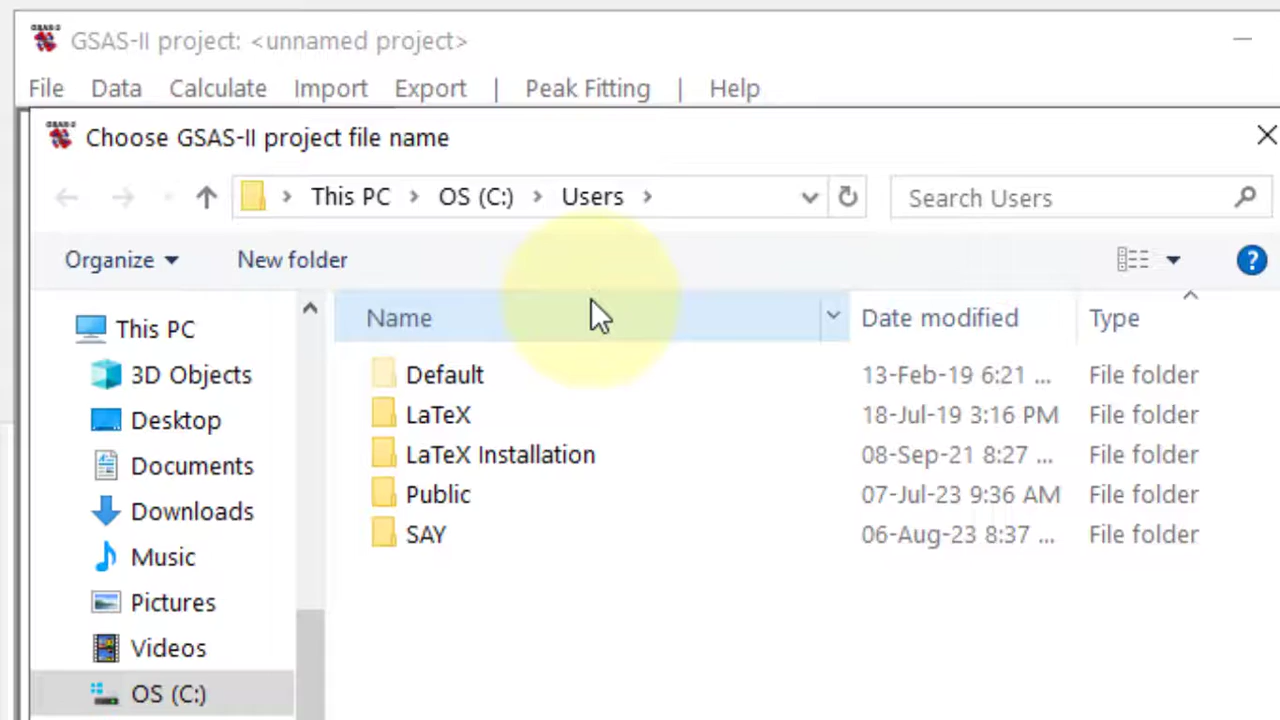 GSAS-II project: <unnamed project>
File Data Calculate Import Export | Peak Fitting | Help
Choose GSAS-II project file name
This PC > OS (C:) > Users >
Search Users
Organize New folder
?
Name Date modified Type
This PC
3D Objects
Desktop
Documents
Downloads
Music
Pictures
Videos
OS (C:)
Default 13-Feb-19 6:21 ... File folder
LaTeX 18-Jul-19 3:16 PM File folder
LaTeX Installation 08-Sep-21 8:27 ... File folder
Public 07-Jul-23 9:36 AM File folder
SAY 06-Aug-23 8:37 ... File folder